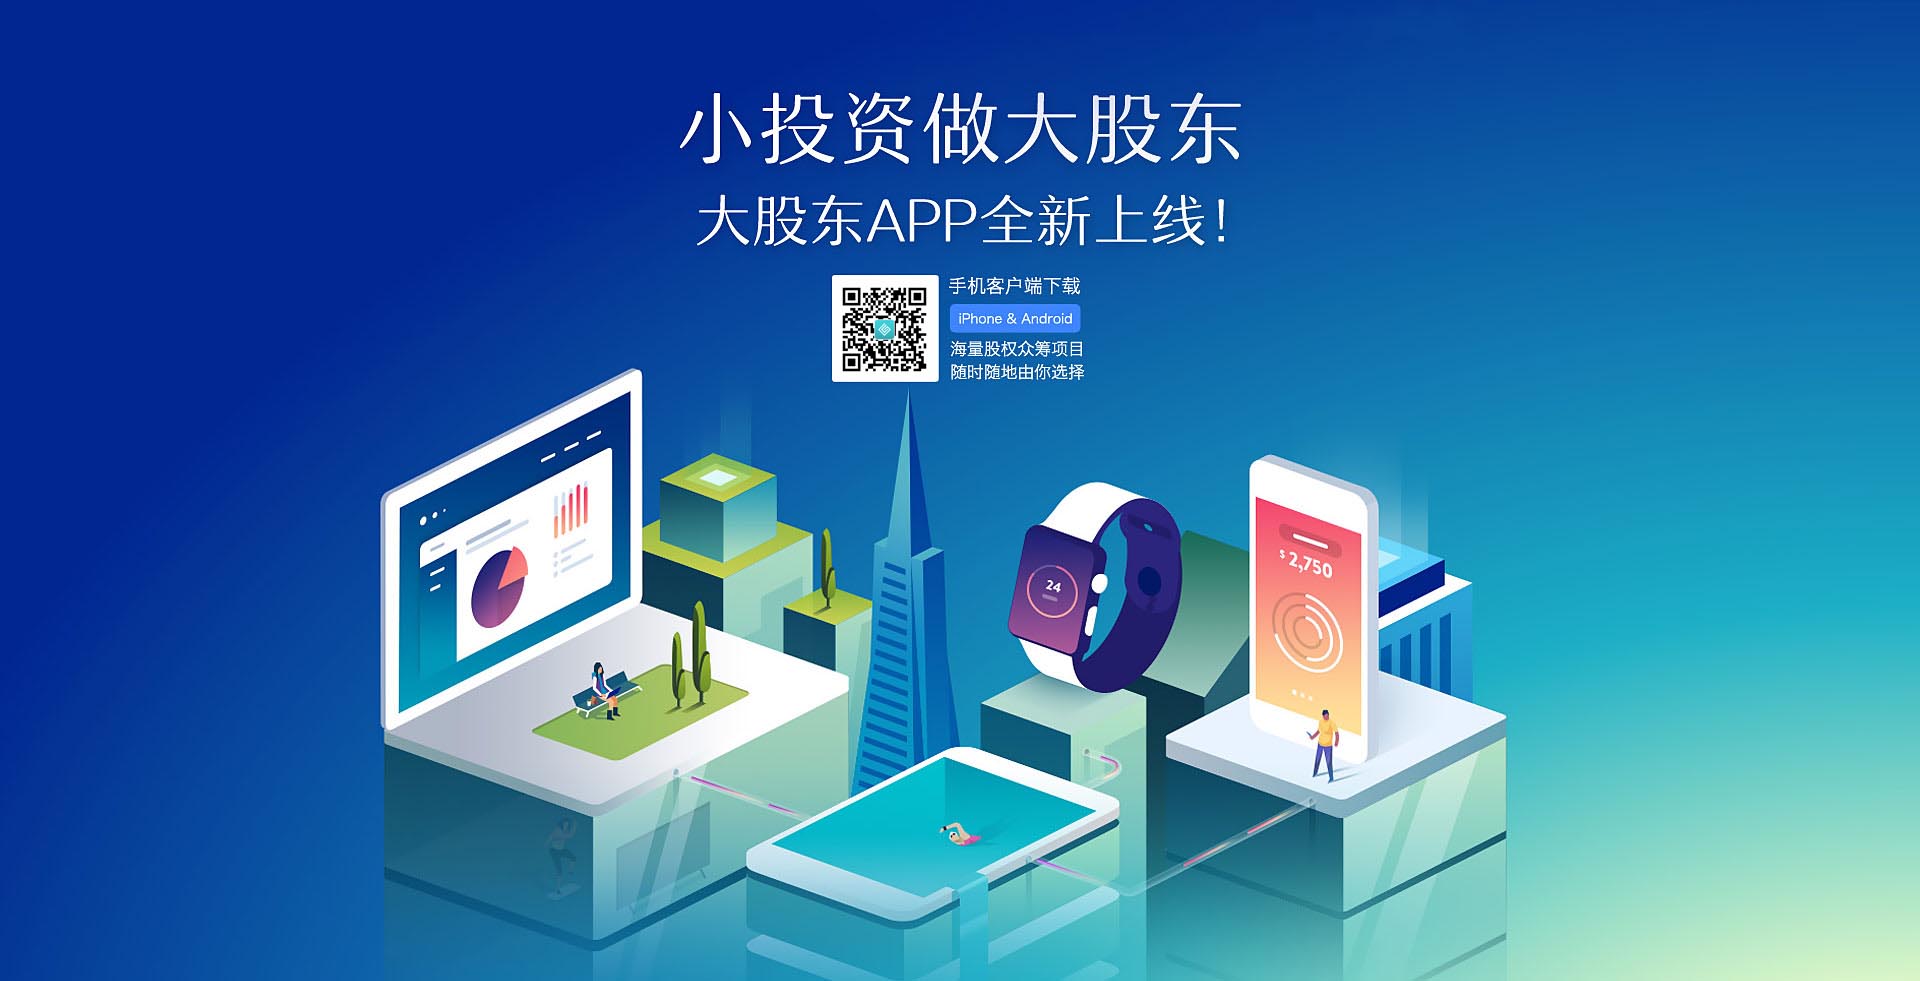 小投资做大股东
大股东APP全新上线！
手机客户端下载
iPhone & Android
海量股权众筹项目
随时随地由你选择
24
$ 2,750